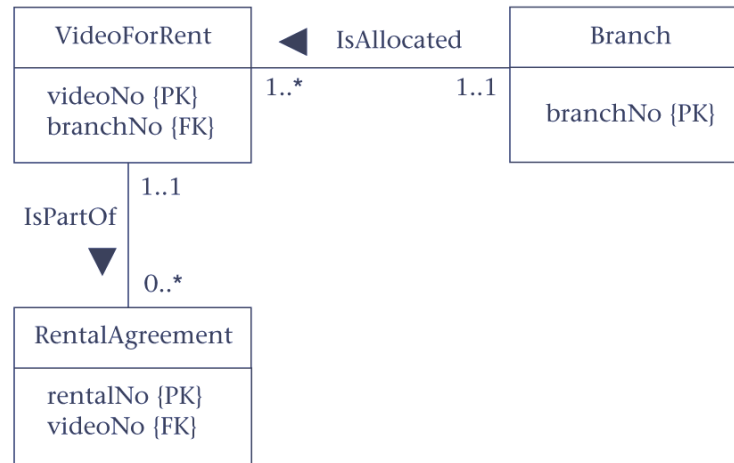 VideoForRent
IsAllocated
Branch
videoNo {PK}
branchNo {FK}
1..*
1..1
branchNo {PK}
1..1
IsPartOf
0..*
RentalAgreement
rentalNo {PK}
videoNo {FK}